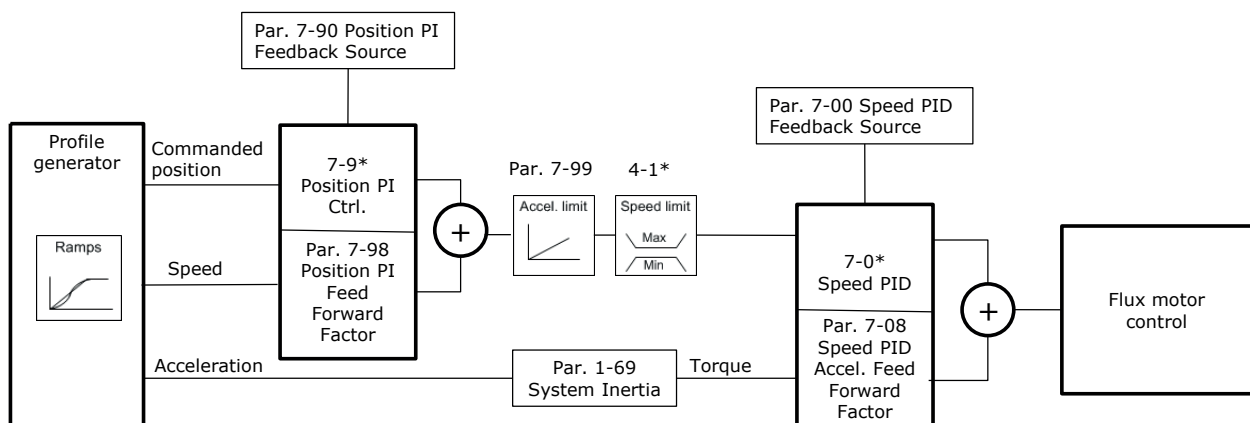 Par. 7-90 Position PI
Feedback Source
Par. 7-00 Speed PID
Feedback Source
Profile
generator
Ramps
Commanded
position
Speed
Acceleration
7-9*
Position PI
Ctrl.
Par. 7-98
Position PI
Feed
Forward
Factor
+
Par. 7-99
Accel. limit
4-1*
Speed limit
Max
Min
Par. 1-69
System Inertia
Torque
7-0*
Speed PID
Par. 7-08
Speed PID
Accel. Feed
Forward
Factor
+
Flux motor
control